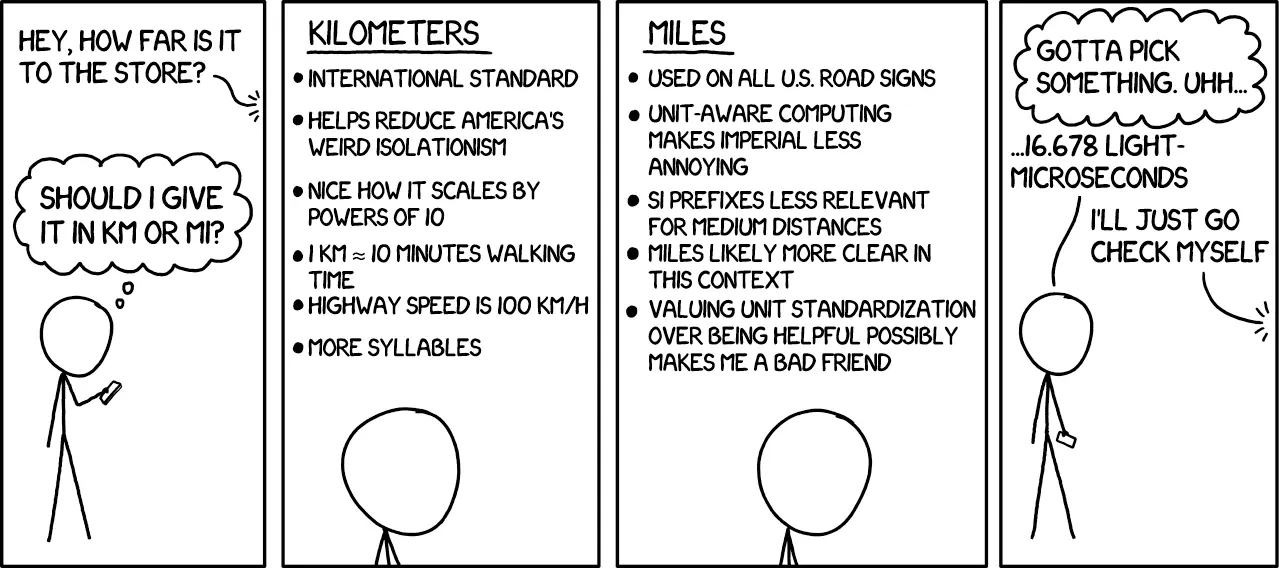 HEY, HOW FAR IS IT
TO THE STORE?
SHOULD I GIVE
IT IN KM OR MI?
KILOMETERS
• INTERNATIONAL STANDARD
• HELPS REDUCE AMERICA'S
WEIRD ISOLATIONISM
• NICE HOW IT SCALES BY
POWERS OF 10
• 1 KM ≈ 10 MINUTES WALKING
TIME
• HIGHWAY SPEED IS 100 KM/H
• MORE SYLLABLES
MILES
• USED ON ALL U.S. ROAD SIGNS
• UNIT-AWARE COMPUTING
MAKES IMPERIAL LESS
ANNOYING
• SI PREFIXES LESS RELEVANT
FOR MEDIUM DISTANCES
• MILES LIKELY MORE CLEAR IN
THIS CONTEXT
• VALUING UNIT STANDARDIZATION
OVER BEING HELPFUL POSSIBLY
MAKES ME A BAD FRIEND
GOTTA PICK
SOMETHING. UHH...
...16.678 LIGHT-
MICROSECONDS
I'LL JUST GO
CHECK MYSELF